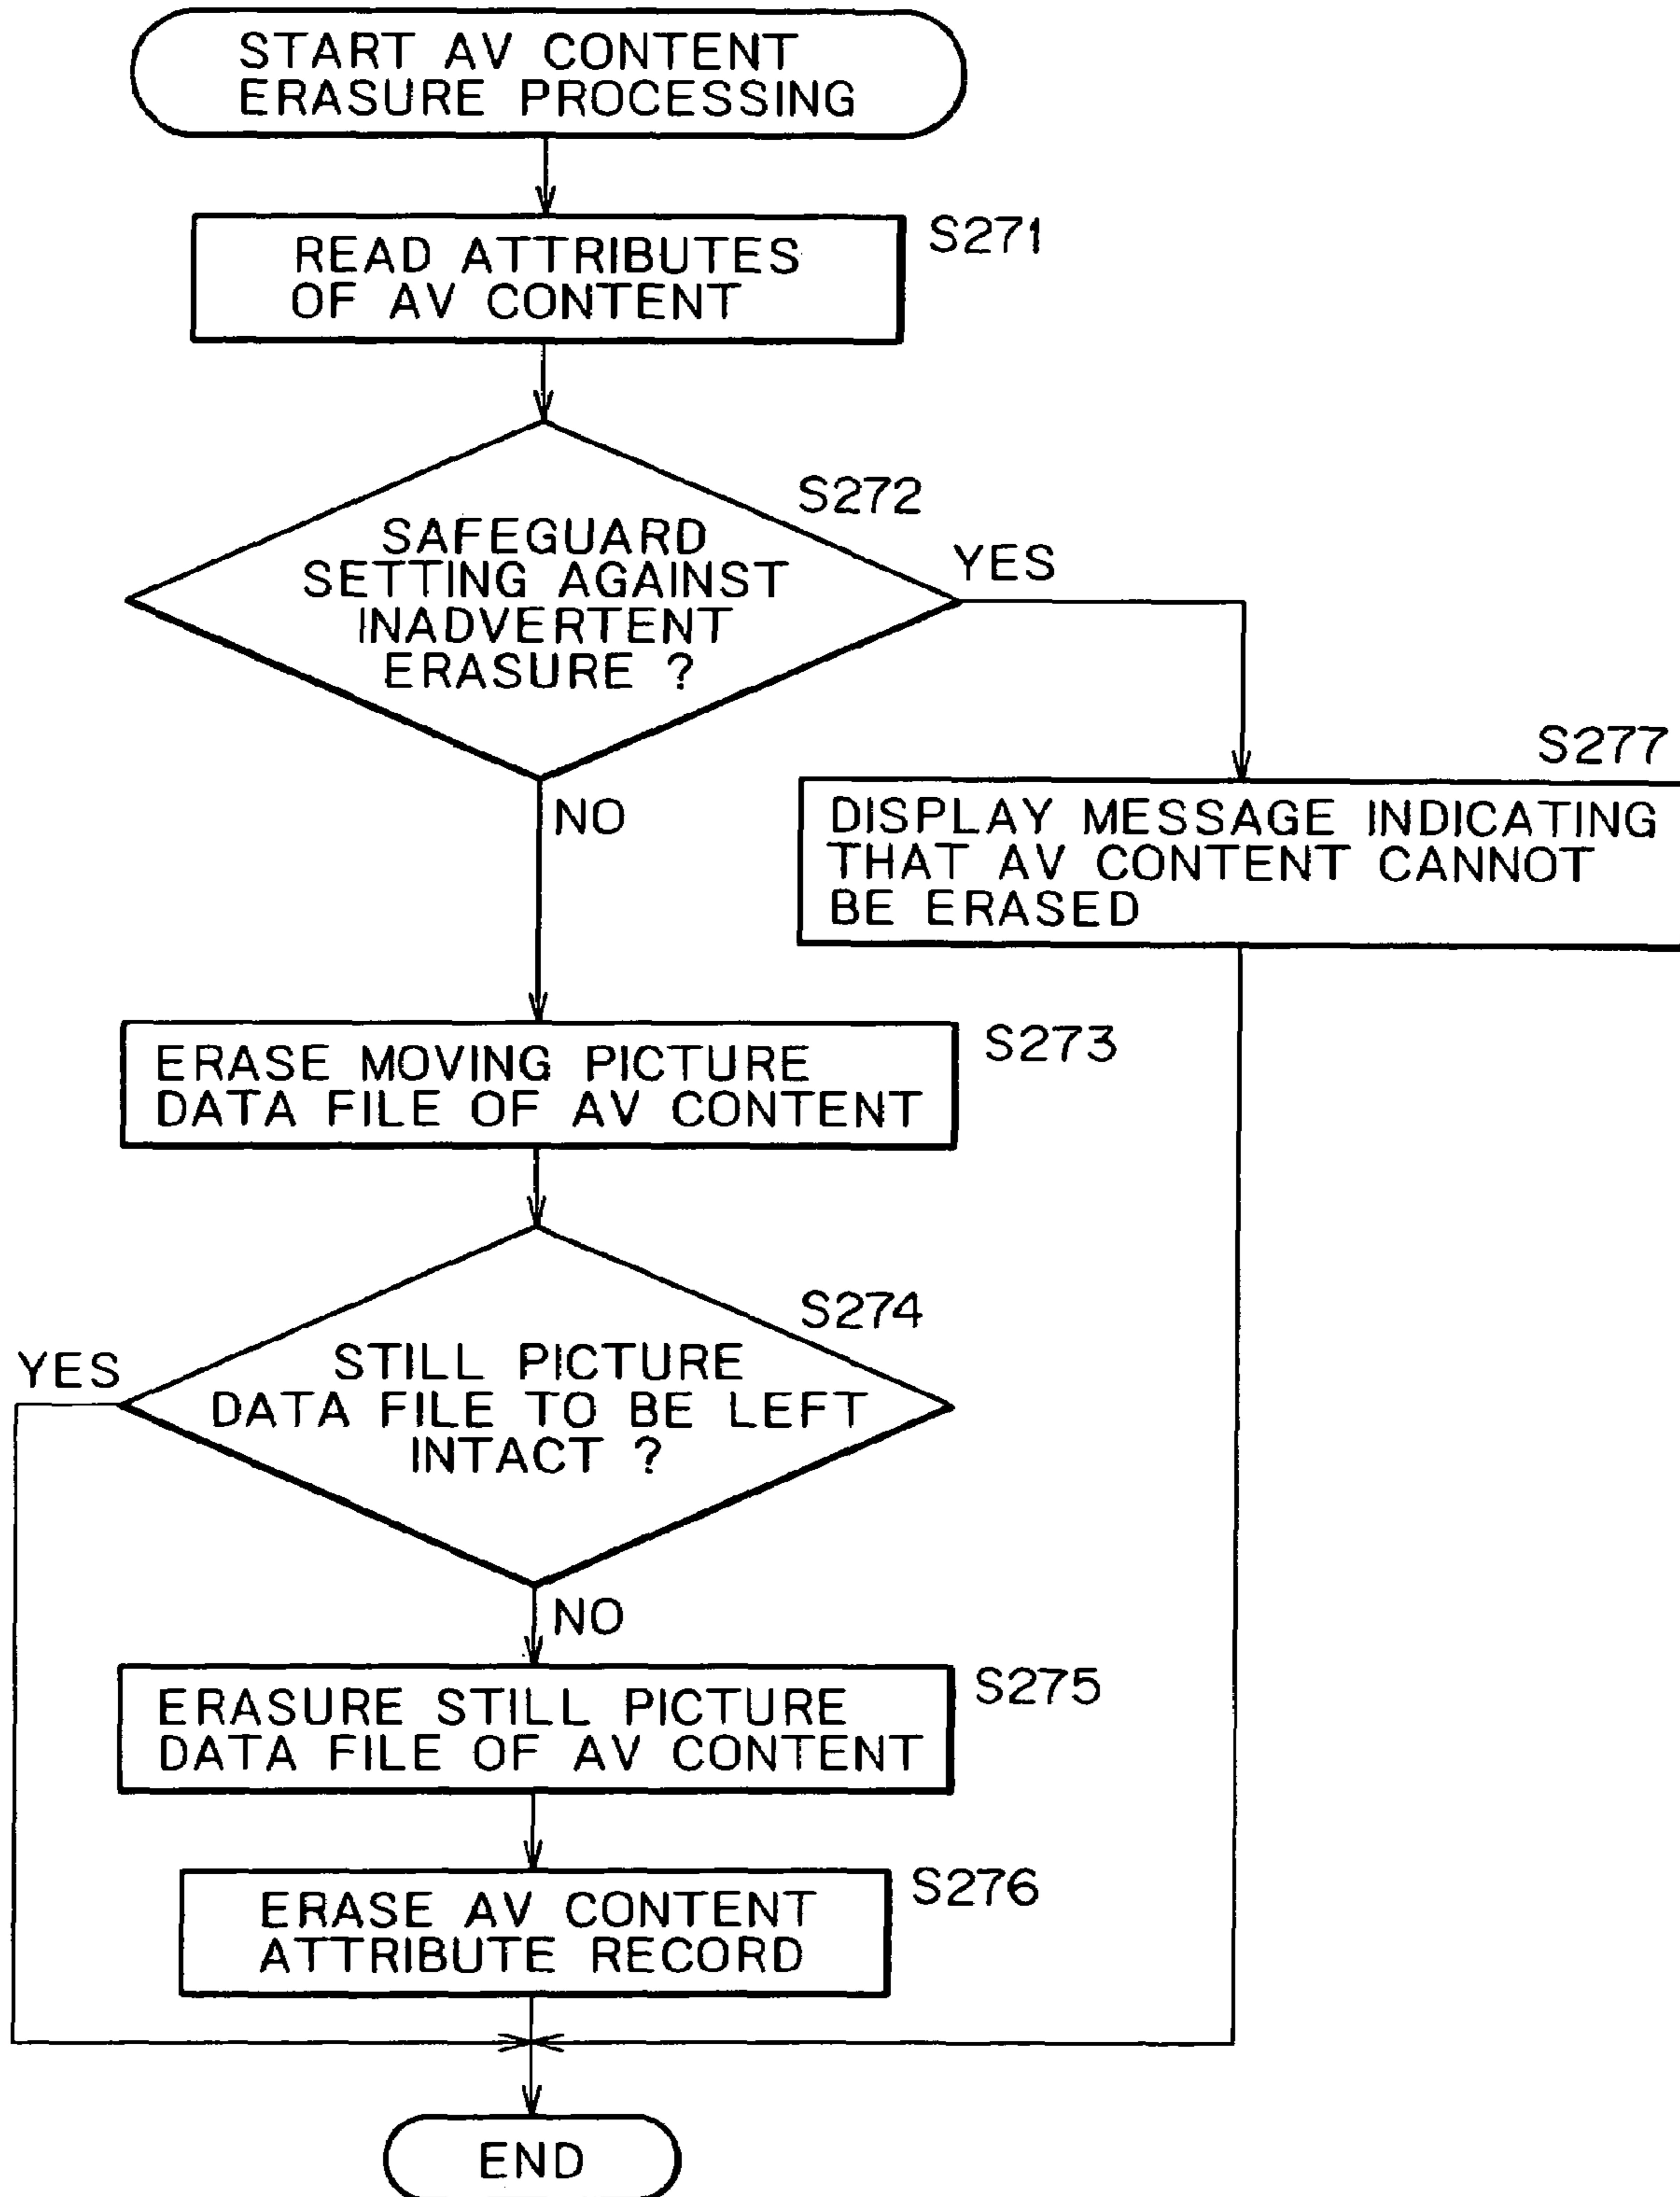 START AV CONTENT
ERASURE PROCESSING
S271
READ ATTRIBUTES
OF AV CONTENT
S272
SAFEGUARD
SETTING AGAINST
INADVERTENT
ERASURE ?
YES
NO
S277
DISPLAY MESSAGE INDICATING
THAT AV CONTENT CANNOT
BE ERASED
S273
ERASE MOVING PICTURE
DATA FILE OF AV CONTENT
S274
STILL PICTURE
DATA FILE TO BE LEFT
INTACT ?
YES
NO
S275
ERASURE STILL PICTURE
DATA FILE OF AV CONTENT
S276
ERASE AV CONTENT
ATTRIBUTE RECORD
END